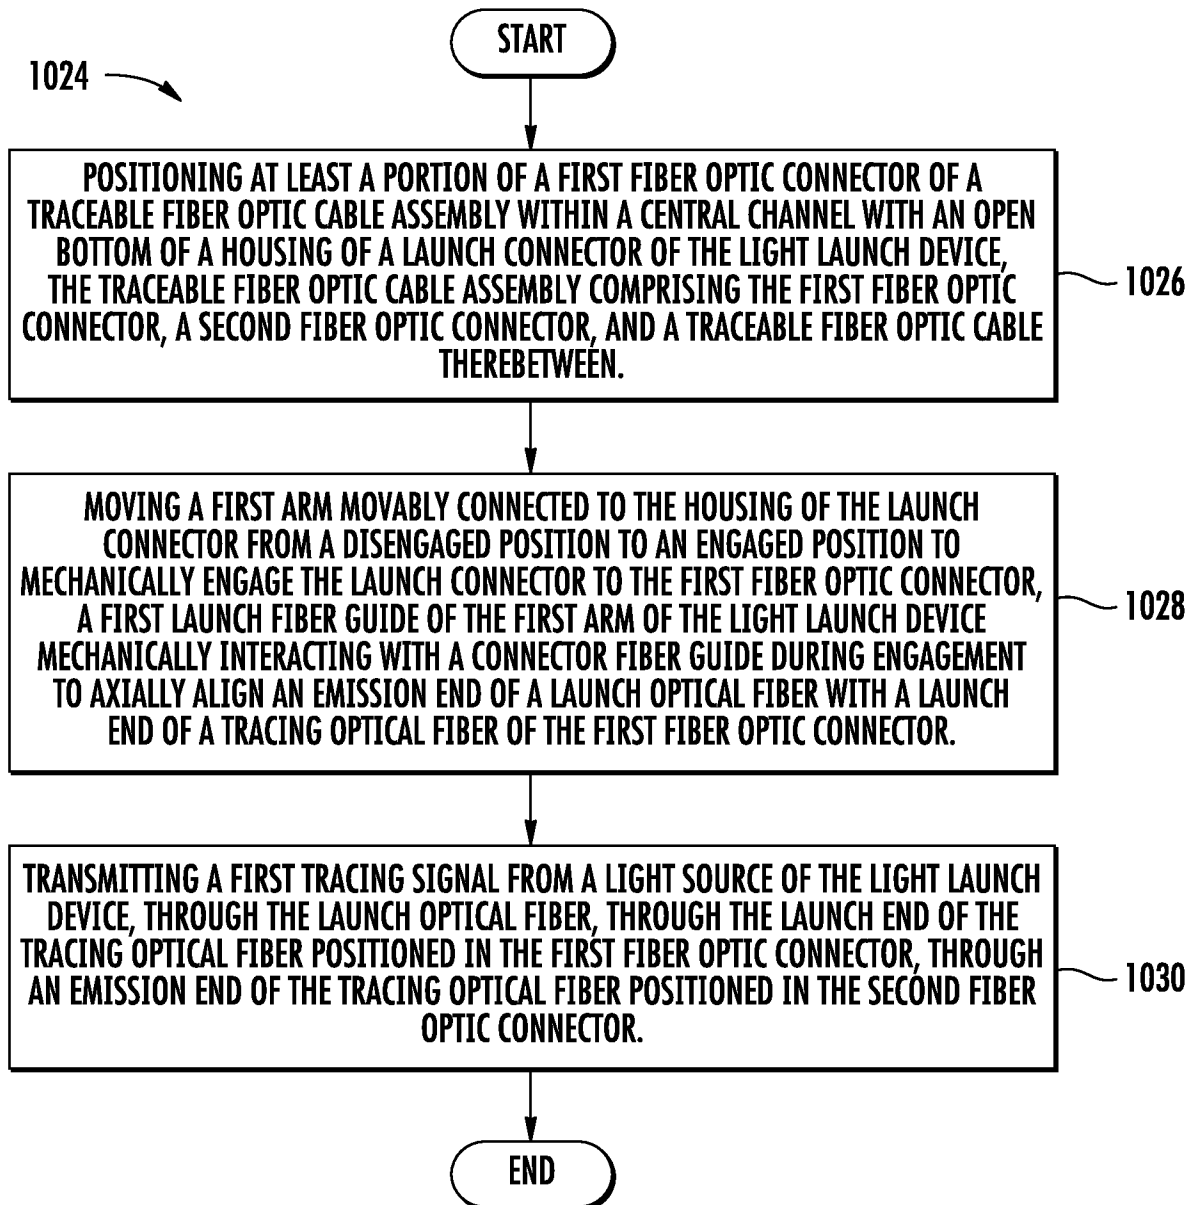 START
1024
POSITIONING AT LEAST A PORTION OF A FIRST FIBER OPTIC CONNECTOR OF A
TRACEABLE FIBER OPTIC CABLE ASSEMBLY WITHIN A CENTRAL CHANNEL WITH AN OPEN
BOTTOM OF A HOUSING OF A LAUNCH CONNECTOR OF THE LIGHT LAUNCH DEVICE,
THE TRACEABLE FIBER OPTIC CABLE ASSEMBLY COMPRISING THE FIRST FIBER OPTIC
CONNECTOR, A SECOND FIBER OPTIC CONNECTOR, AND A TRACEABLE FIBER OPTIC CABLE
THEREBETWEEN.
1026
MOVING A FIRST ARM MOVABLY CONNECTED TO THE HOUSING OF THE LAUNCH
CONNECTOR FROM A DISENGAGED POSITION TO AN ENGAGED POSITION TO
MECHANICALLY ENGAGE THE LAUNCH CONNECTOR TO THE FIRST FIBER OPTIC CONNECTOR,
A FIRST LAUNCH FIBER GUIDE OF THE FIRST ARM OF THE LIGHT LAUNCH DEVICE
MECHANICALLY INTERACTING WITH A CONNECTOR FIBER GUIDE DURING ENGAGEMENT
TO AXIALLY ALIGN AN EMISSION END OF A LAUNCH OPTICAL FIBER WITH A LAUNCH
END OF A TRACING OPTICAL FIBER OF THE FIRST FIBER OPTIC CONNECTOR.
1028
TRANSMITTING A FIRST TRACING SIGNAL FROM A LIGHT SOURCE OF THE LIGHT LAUNCH
DEVICE, THROUGH THE LAUNCH OPTICAL FIBER, THROUGH THE LAUNCH END OF THE
TRACING OPTICAL FIBER POSITIONED IN THE FIRST FIBER OPTIC CONNECTOR, THROUGH
AN EMISSION END OF THE TRACING OPTICAL FIBER POSITIONED IN THE SECOND FIBER
OPTIC CONNECTOR.
1030
END